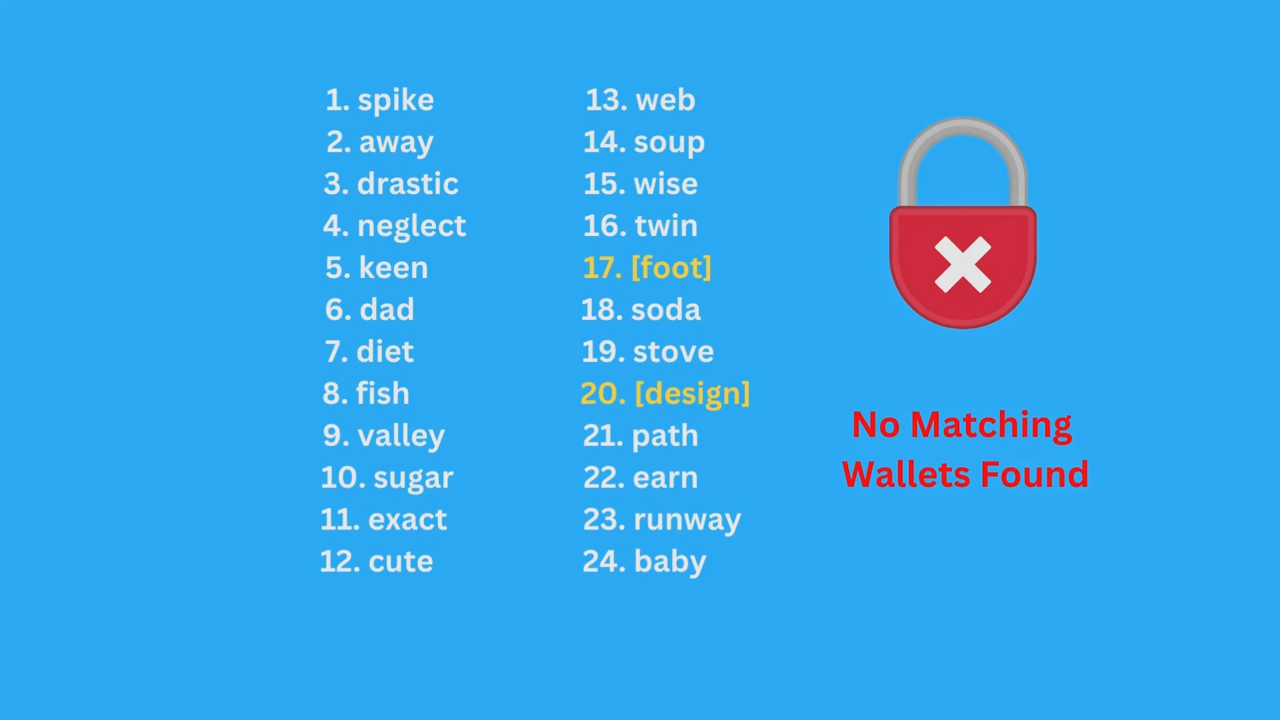 1. spike
2. away
3. drastic
4. neglect
5. keen
6. dad
7. diet
8. fish
9. valley
10. sugar
11. exact
12. cute
13. web
14. soup
15. wise
16. twin
17. [foot]
18. soda
19. stove
20. [design]
21. path
22. earn
23. runway
24. baby
No Matching
Wallets Found